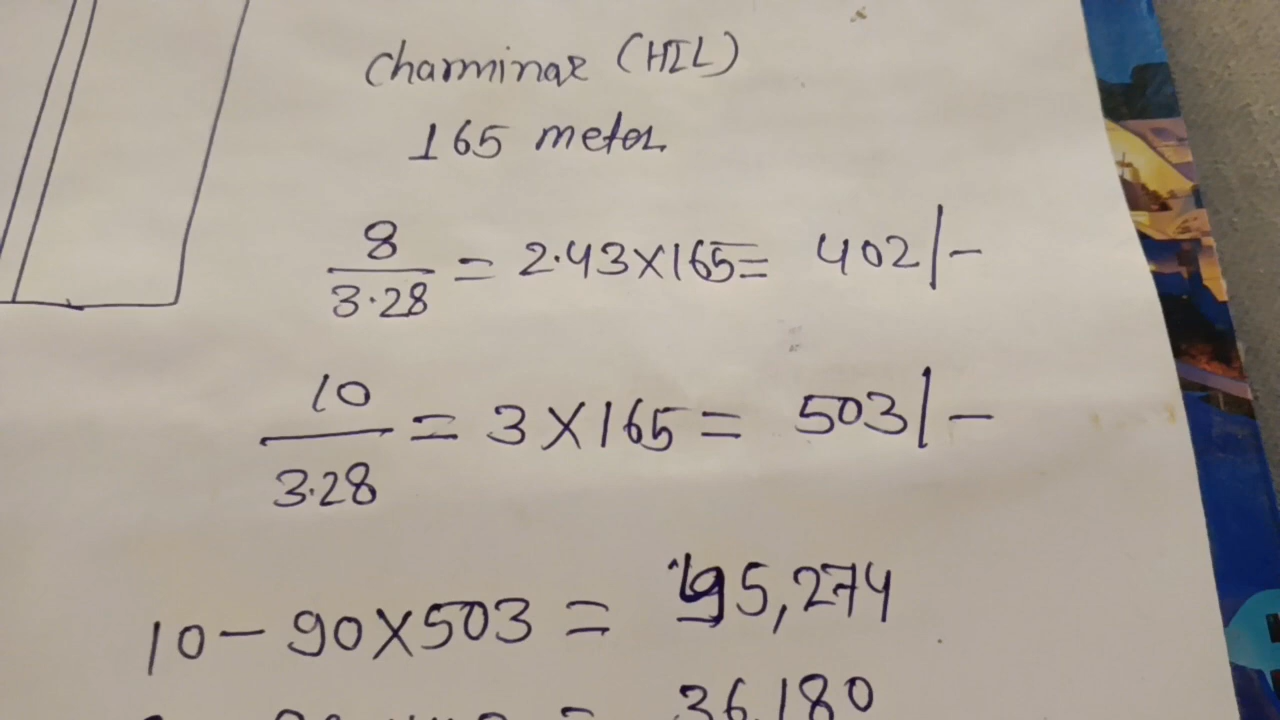 Charminar (HIL)
165 meter
8/3.28 = 2.43×165= 402/-
10/3.28 = 3×165= 503/-
10-90×503 = 95,274
= 36,180